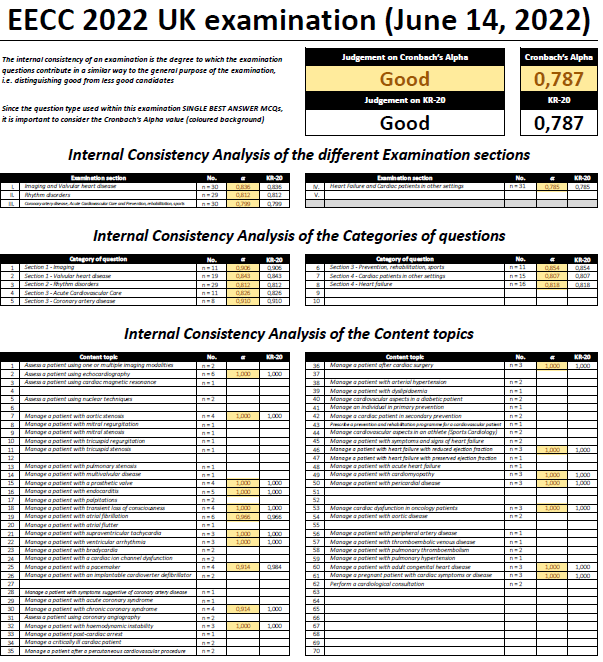 EECC 2022 UK examination (June 14, 2022)
The internal consistency of an examination is the degree to which the examination
questions contribute in a similar way to the general purpose of the examination,
i.e. distinguishing good from less good candidates
Since the question type used within this examination SINGLE BEST ANSWER MCQs,
it is important to consider the Cronbach's Alpha value (coloured background)
Judgement on Cronbach's Alpha
Good
Judgement on KR-20
Good
Cronbach's Alpha
0,787
KR-20
0,787
Internal Consistency Analysis of the different Examination sections
Examination section No. α KR-20
I. Imaging and Valvular heart disease n = 30 0,836 0,836
II. Rhythm disorders n = 29 0,812 0,812
III. Coronary artery disease, Acute Cardiovascular Care and Prevention, rehabilitation, sports n = 30 0,799 0,799
Examination section No. α KR-20
IV. Heart Failure and Cardiac patients in other settings n = 31 0,785 0,785
V.
Internal Consistency Analysis of the Categories of questions
Category of question No. α KR-20
1 Section 1 - Imaging n = 11 0,906 0,906
2 Section 1 - Valvular heart disease n = 19 0,843 0,843
3 Section 2 - Rhythm disorders n = 29 0,812 0,812
4 Section 3 - Acute Cardiovascular Care n = 11 0,826 0,826
5 Section 3 - Coronary artery disease n = 8 0,910 0,910
Category of question No. α KR-20
6 Section 3 - Prevention, rehabilitation, sports n = 11 0,854 0,854
7 Section 4 - Cardiac patients in other settings n = 15 0,807 0,807
8 Section 4 - Heart failure n = 16 0,818 0,818
9
10
Internal Consistency Analysis of the Content topics
Content topic No. α KR-20
1 Assess a patient using one or multiple imaging modalities n = 2
2 Assess a patient using echocardiography n = 6 1,000 1,000
3 Assess a patient using cardiac magnetic resonance n = 1
4
5 Assess a patient using nuclear techniques n = 2
6
7 Manage a patient with aortic stenosis n = 4 1,000 1,000
8 Manage a patient with mitral regurgitation n = 1
9 Manage a patient with mitral stenosis n = 1
10 Manage a patient with tricuspid regurgitation n = 1
11 Manage a patient with tricuspid stenosis n = 1
12
13 Manage a patient with pulmonary stenosis n = 1
14 Manage a patient with multivalvular disease n = 1
15 Manage a patient with a prosthetic valve n = 4 1,000 1,000
16 Manage a patient with endocarditis n = 5 1,000 1,000
17 Manage a patient with palpitations n = 2
18 Manage a patient with transient loss of consciousness n = 4 1,000 1,000
19 Manage a patient with atrial fibrillation n = 6 0,966 0,966
20 Manage a patient with atrial flutter n = 1
21 Manage a patient with supraventricular tachycardia n = 3 1,000 1,000
22 Manage a patient with ventricular arrhythmia n = 3 1,000 1,000
23 Manage a patient with bradycardia n = 2
24 Manage a patient with a cardiac ion channel dysfunction n = 2
25 Manage a patient with a pacemaker n = 4 0,914 0,984
26 Manage a patient with an implantable cardioverter defibrillator n = 2
27
28 Manage a patient with symptoms suggestive of coronary artery disease n = 1
29 Manage a patient with acute coronary syndrome n = 1
30 Manage a patient with chronic coronary syndrome n = 4 0,914 1,000
31 Assess a patient using coronary angiography n = 2
32 Manage a patient with haemodynamic instability n = 3 1,000 1,000
33 Manage a patient post-cardiac arrest n = 1
34 Manage a critically ill cardiac patient n = 2
35 Manage a patient after a percutaneous cardiovascular procedure n = 2
Content topic No. α KR-20
36 Manage a patient after cardiac surgery n = 3 1,000 1,000
37
38 Manage a patient with arterial hypertension n = 2
39 Manage a patient with dyslipidaemia n = 1
40 Manage cardiovascular aspects in a diabetic patient n = 2
41 Manage an individual in primary prevention n = 1
42 Manage a cardiac patient in secondary prevention n = 2
43 Prescribe a prevention and rehabilitation programme for a cardiovascular patient n = 1
44 Manage cardiovascular aspects in an athlete (Sports Cardiology) n = 2
45 Manage a patient with symptoms and signs of heart failure n = 2
46 Manage a patient with heart failure with reduced ejection fraction n = 3 1,000 1,000
47 Manage a patient with heart failure with preserved ejection fraction n = 1
48 Manage a patient with acute heart failure n = 1
49 Manage a patient with cardiomyopathy n = 3 1,000 1,000
50 Manage a patient with pericardial disease n = 3 1,000 1,000
51
52
53 Manage cardiac dysfunction in oncology patients n = 3 1,000 1,000
54 Manage a patient with aortic disease n = 2
55
56 Manage a patient with peripheral artery disease n = 1
57 Manage a patient with thromboembolic venous disease n = 1
58 Manage a patient with pulmonary thromboembolism n = 2
59 Manage a patient with pulmonary hypertension n = 1
60 Manage a patient with adult congenital heart disease n = 3 1,000 1,000
61 Manage a pregnant patient with cardiac symptoms or disease n = 3 1,000 1,000
62 Perform a cardiological consultation n = 2
63
64
65
66
67
68
69
70